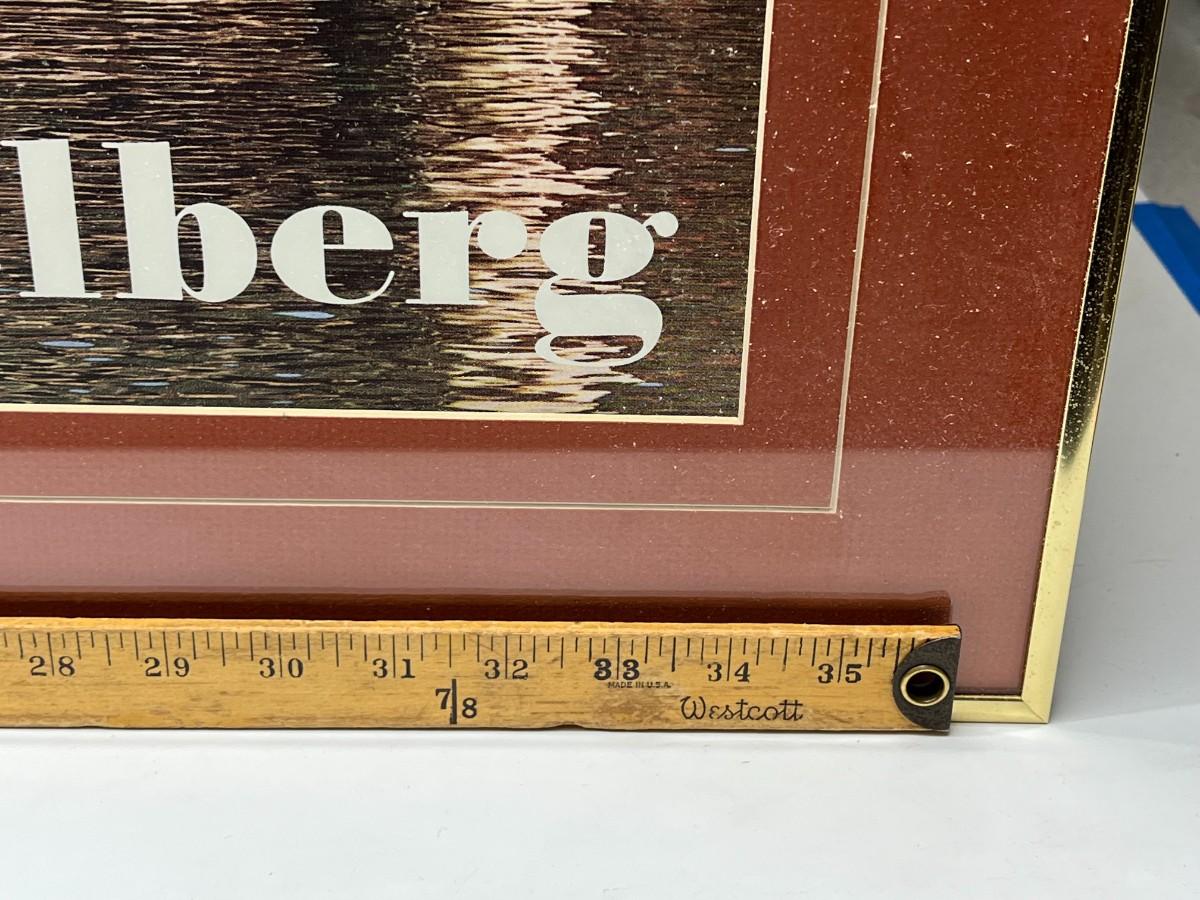 lberg
28 29 30 31 32 33 34 35
MADE IN U.S.A.
7/8 Westcott